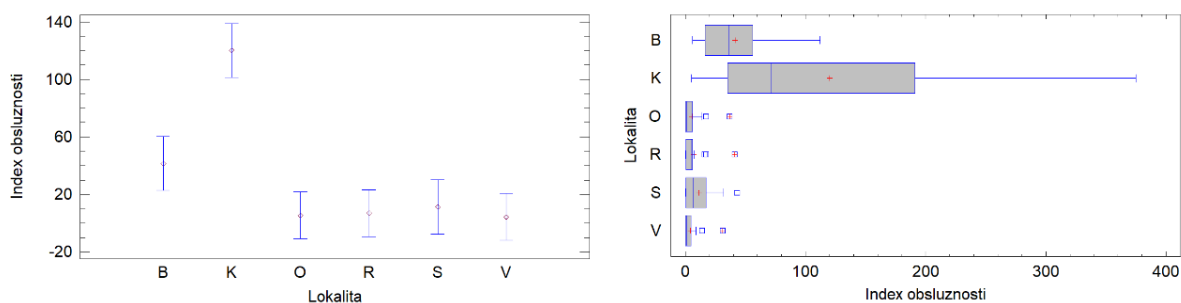 Index obsluznosti
140
100
60
20
-20
B K O R S V
Lokalita
Lokalita
B
K
O
R
S
V
0 100 200 300 400
Index obsluznosti